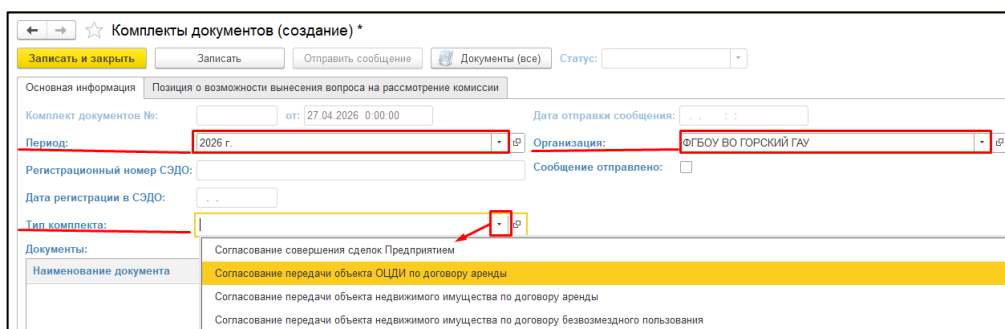 Комплекты документов (создание) *
Записать и закрыть Записать Отправить сообщение Документы (все) Статус:
Основная информация Позиция о возможности вынесения вопроса на рассмотрение комиссии
Комплект документов №: от: 27.04.2026 0:00:00 Дата отправки сообщения: . . : :
Период: 2026 г. Организация: ФГБОУ ВО ГОРСКИЙ ГАУ
Регистрационный номер СЭДО: Сообщение отправлено:
Дата регистрации в СЭДО: . .
Тип комплекта:
Документы: Согласование совершения сделок Предприятием
Наименование документа Согласование передачи объекта ОЦДИ по договору аренды
Согласование передачи объекта недвижимого имущества по договору аренды
Согласование передачи объекта недвижимого имущества по договору безвозмездного пользования